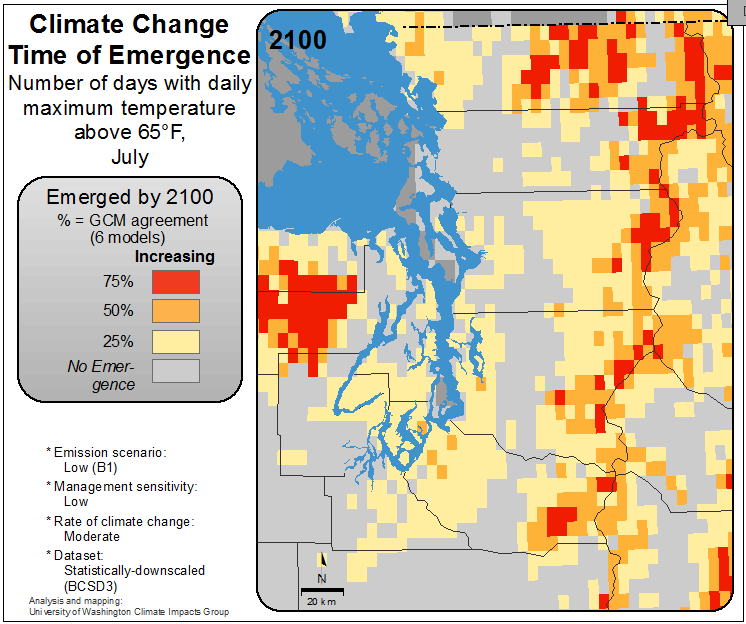 Climate Change
Time of Emergence
Number of days with daily
maximum temperature
above 65°F,
July
Emerged by 2100
% = GCM agreement
(6 models)
Increasing
75%
50%
25%
No Emer-
gence
* Emission scenario:
Low (B1)
* Management sensitivity:
Low
* Rate of climate change:
Moderate
* Dataset:
Statistically-downscaled
(BCSD3)
Analysis and mapping:
University of Washington Climate Impacts Group
2100
N
20 km